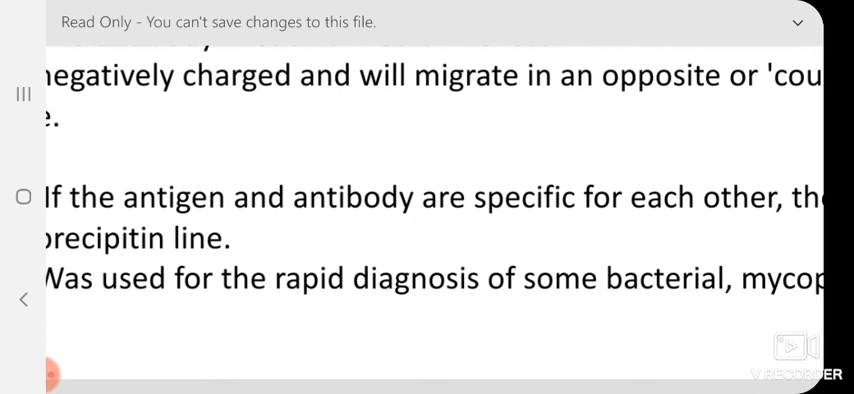 Read Only - You can't save changes to this file.
negatively charged and will migrate in an opposite or 'cou
e.
If the antigen and antibody are specific for each other, the
precipitin line.
Was used for the rapid diagnosis of some bacterial, mycop
V RECORDER